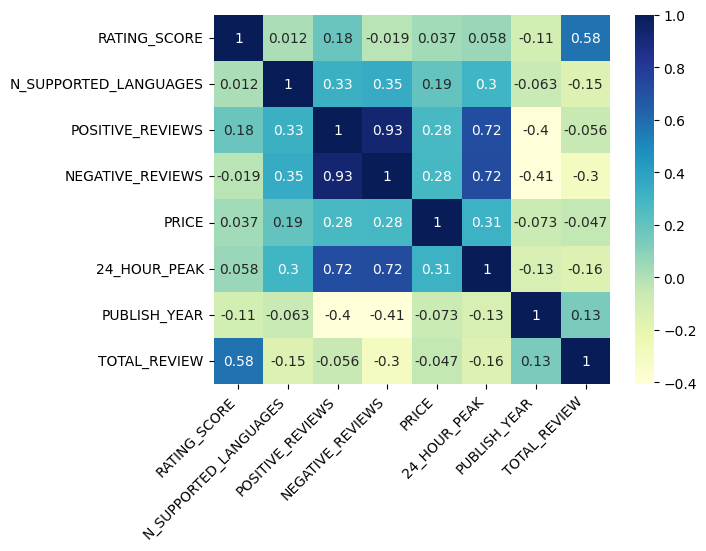 RATING_SCORE 1 0.012 0.18 -0.019 0.037 0.058 -0.11 0.58
N_SUPPORTED_LANGUAGES 0.012 1 0.33 0.35 0.19 0.3 -0.063 -0.15
POSITIVE_REVIEWS 0.18 0.33 1 0.93 0.28 0.72 -0.4 -0.056
NEGATIVE_REVIEWS -0.019 0.35 0.93 1 0.28 0.72 -0.41 -0.3
PRICE 0.037 0.19 0.28 0.28 1 0.31 -0.073 -0.047
24_HOUR_PEAK 0.058 0.3 0.72 0.72 0.31 1 -0.13 -0.16
PUBLISH_YEAR -0.11 -0.063 -0.4 -0.41 -0.073 -0.13 1 0.13
TOTAL_REVIEW 0.58 -0.15 -0.056 -0.3 -0.047 -0.16 0.13 1
RATING_SCORE
N_SUPPORTED_LANGUAGES
POSITIVE_REVIEWS
NEGATIVE_REVIEWS
PRICE
24_HOUR_PEAK
PUBLISH_YEAR
TOTAL_REVIEW
1.0
0.8
0.6
0.4
0.2
0.0
−0.2
−0.4